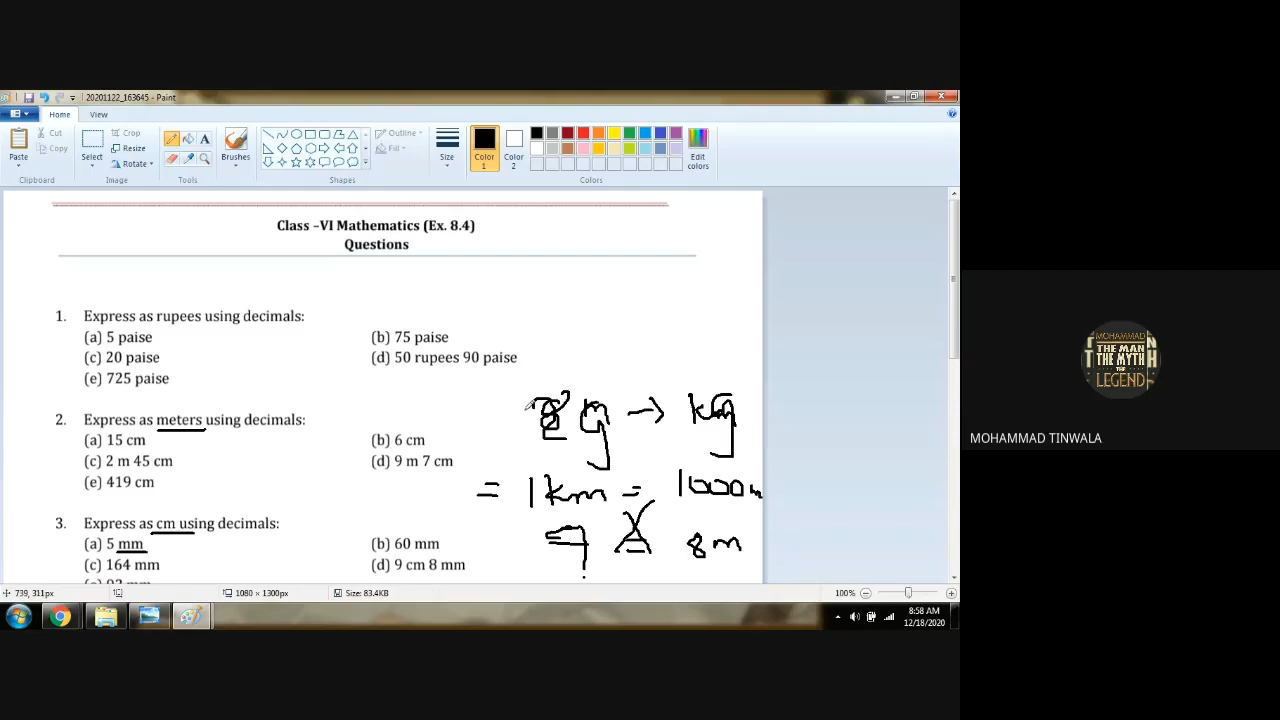 20201122_163645 - Paint
Home View
Paste
Cut
Copy
Clipboard
Select
Crop
Resize
Rotate
Image
A
Tools
Brushes
Shapes
Outline
Fill
Size
Color 1
Color 2
Colors
Edit colors
Class –VI Mathematics (Ex. 8.4)
Questions
1. Express as rupees using decimals:
(a) 5 paise (b) 75 paise
(c) 20 paise (d) 50 rupees 90 paise
(e) 725 paise
2. Express as meters using decimals:
(a) 15 cm (b) 6 cm
(c) 2 m 45 cm (d) 9 m 7 cm
(e) 419 cm
3. Express as cm using decimals:
(a) 5 mm (b) 60 mm
(c) 164 mm (d) 9 cm 8 mm
= 1 km = 1000 m
8 m
739, 311px
1080 × 1300px
Size: 83.4KB
100%
8:58 AM
12/18/2020
MOHAMMAD
THE MAN
THE MYTH
THE
LEGEND
MOHAMMAD TINWALA